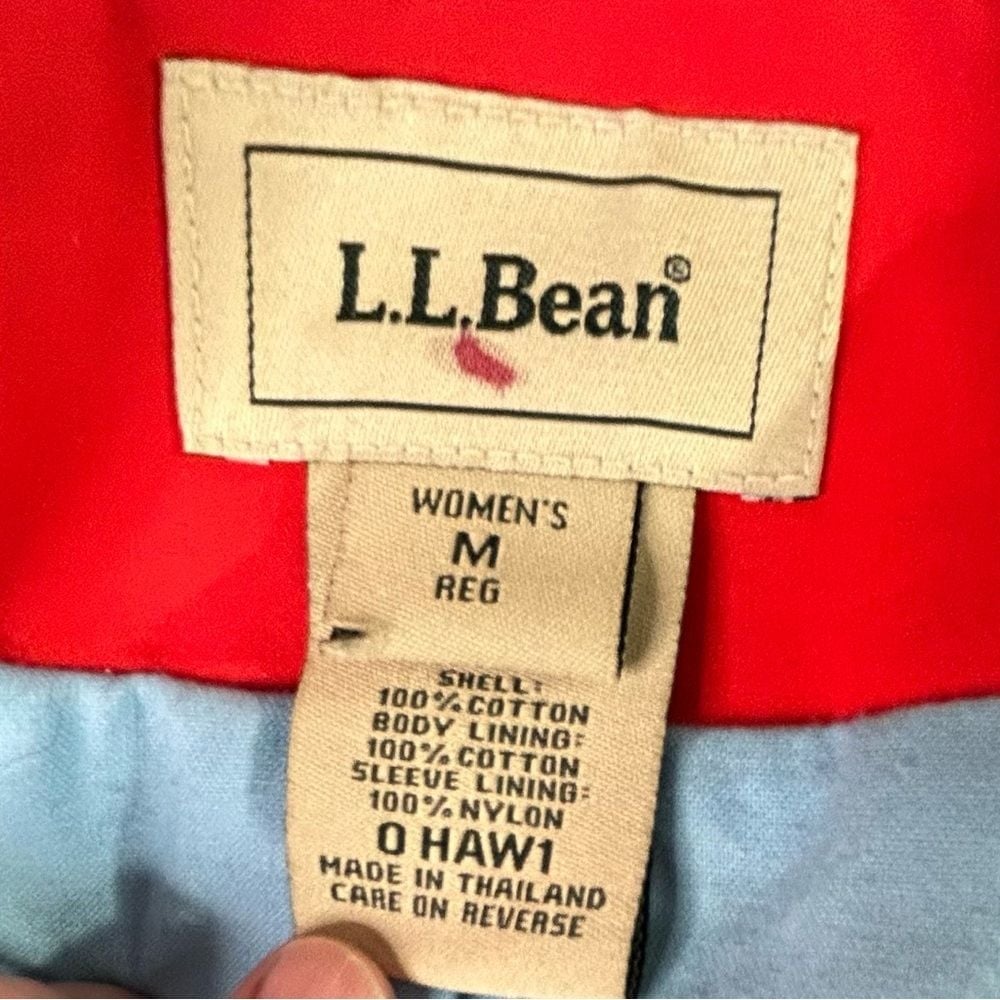 L.L.Bean®
WOMEN'S
M
REG
SHELL:
100% COTTON
BODY LINING:
100% COTTON
SLEEVE LINING:
100% NYLON
0 HAW1
MADE IN THAILAND
CARE ON REVERSE